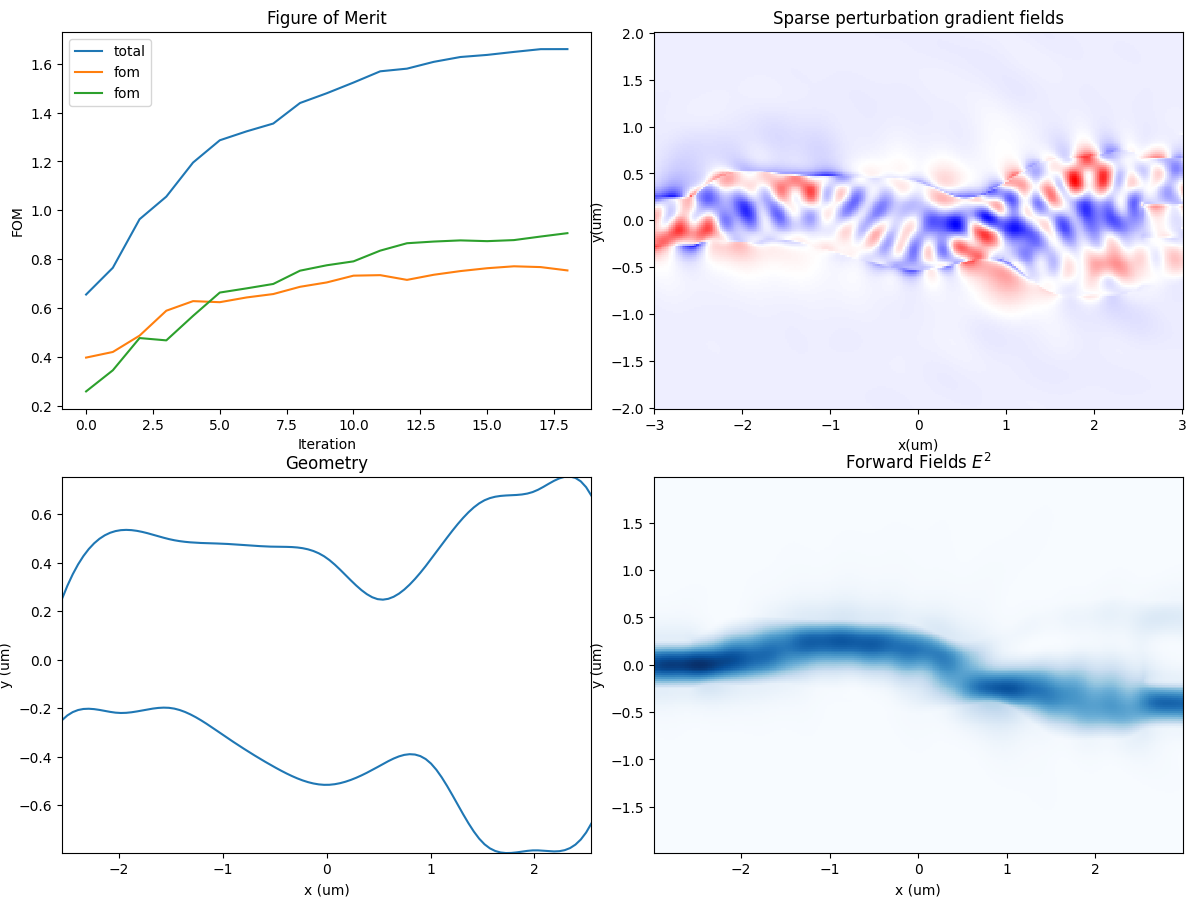 Figure of Merit
total
fom
fom
FOM
1.6
1.4
1.2
1.0
0.8
0.6
0.4
0.2
0.0 2.5 5.0 7.5 10.0 12.5 15.0 17.5
Iteration
Sparse perturbation gradient fields
y(um)
2.0
1.5
1.0
0.5
0.0
−0.5
−1.0
−1.5
−2.0
−3 −2 −1 0 1 2 3
x(um)
Geometry
y (um)
0.6
0.4
0.2
0.0
−0.2
−0.4
−0.6
−2 −1 0 1 2
x (um)
Forward Fields E²
y (um)
1.5
1.0
0.5
0.0
−0.5
−1.0
−1.5
−2 −1 0 1 2
x (um)